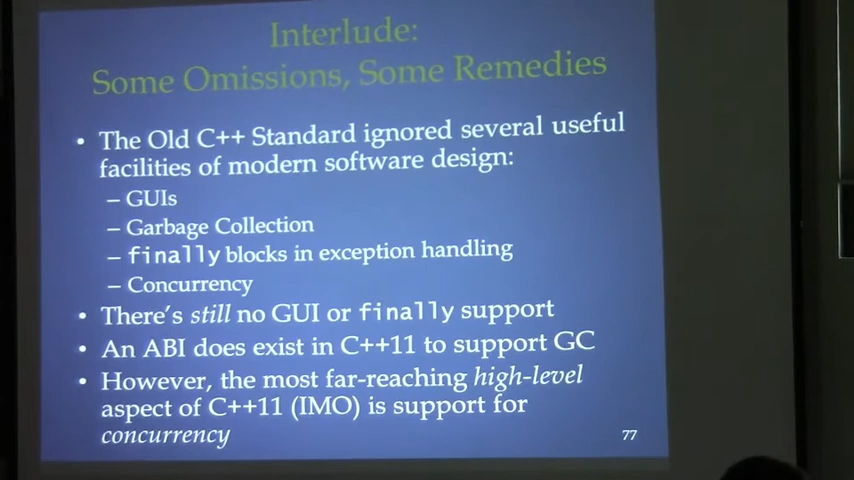 Interlude:
Some Omissions, Some Remedies
• The Old C++ Standard ignored several useful
facilities of modern software design:
– GUIs
– Garbage Collection
– finally blocks in exception handling
– Concurrency
• There's still no GUI or finally support
• An ABI does exist in C++11 to support GC
• However, the most far-reaching high-level
aspect of C++11 (IMO) is support for
concurrency
77